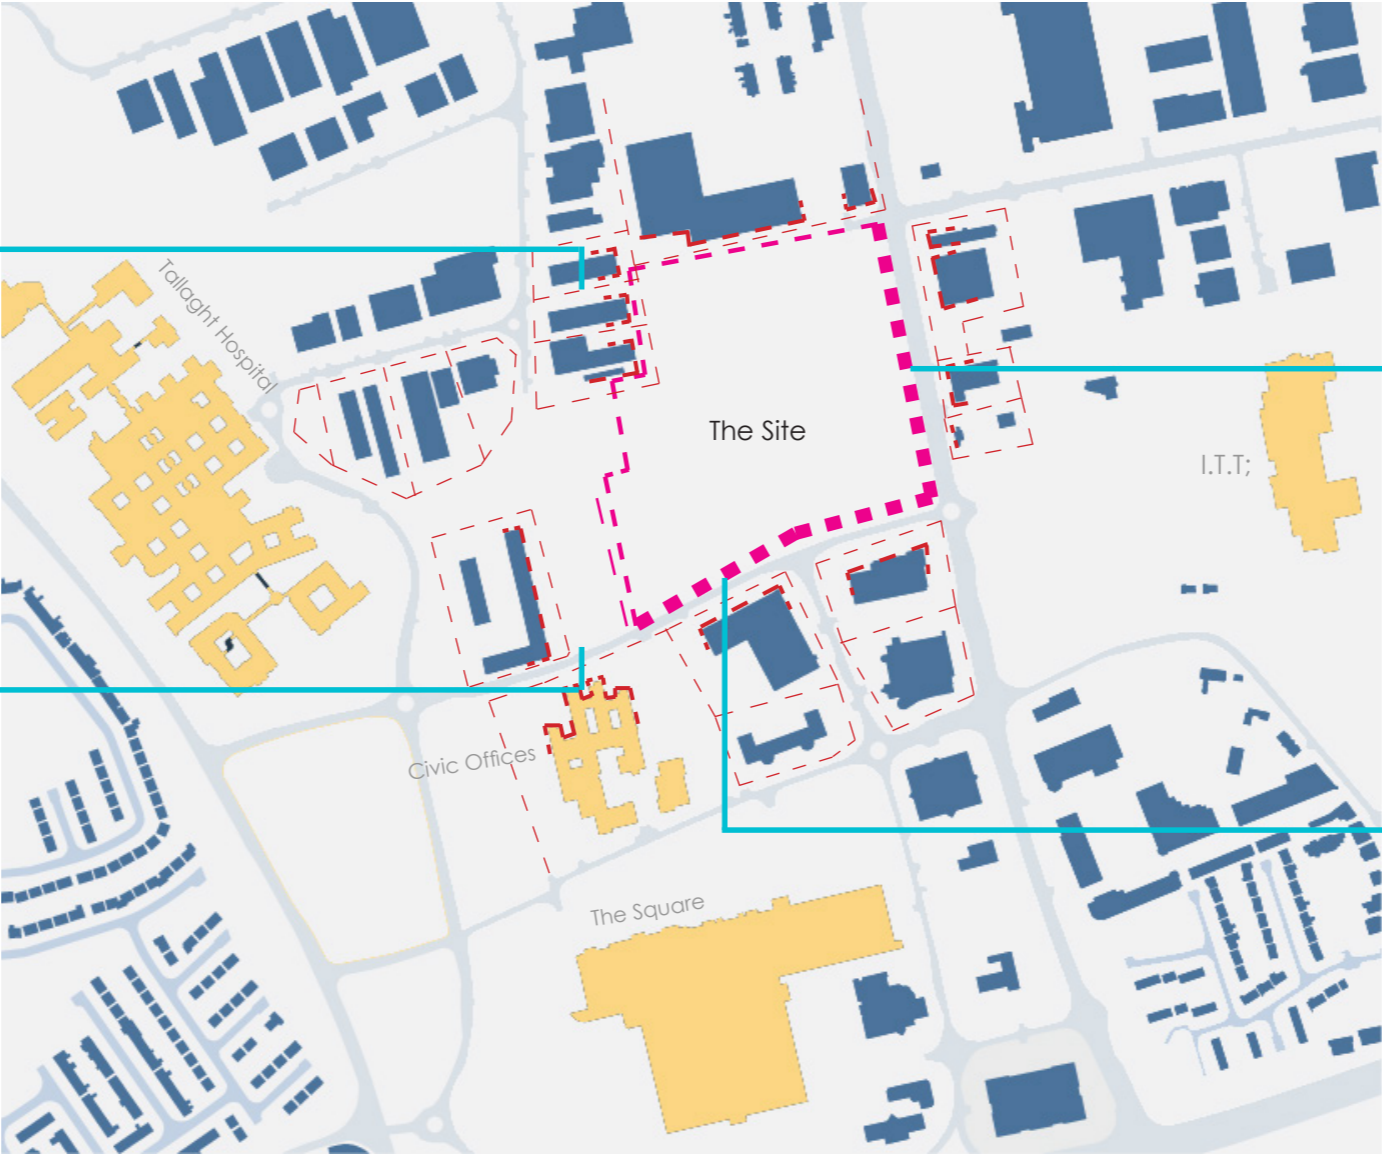 Tallaght Hospital
The Site
I.T.T;
Civic Offices
The Square